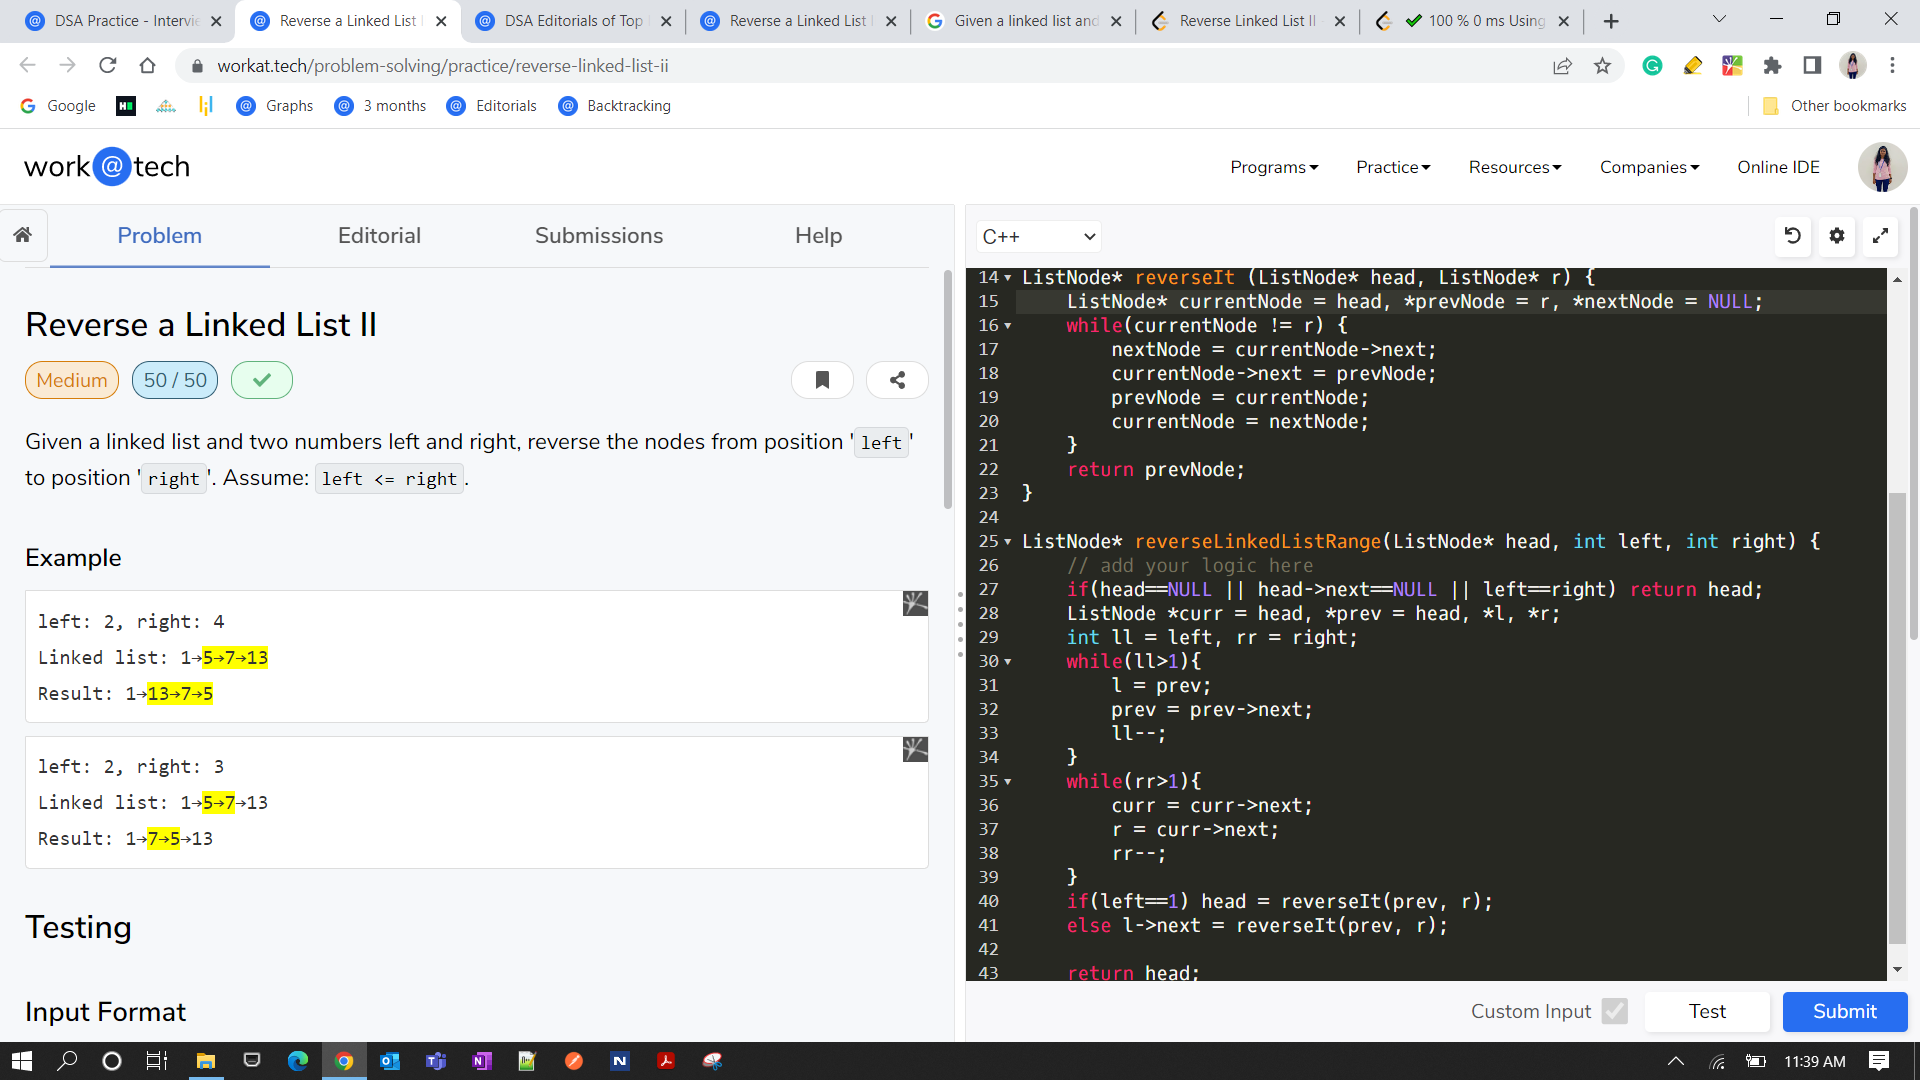 DSA Practice - Intervie
Reverse a Linked List I
DSA Editorials of Top
Reverse a Linked List I
Given a linked list and
Reverse Linked List II -
100 % 0 ms Using
workat.tech/problem-solving/practice/reverse-linked-list-ii
Google
Graphs
3 months
Editorials
Backtracking
Other bookmarks
work@tech
Programs
Practice
Resources
Companies
Online IDE
Problem
Editorial
Submissions
Help
Reverse a Linked List II
Medium
50 / 50
Given a linked list and two numbers left and right, reverse the nodes from position 'left'
to position 'right'. Assume: left <= right.
Example
left: 2, right: 4
Linked list: 1→5→7→13
Result: 1→13→7→5
left: 2, right: 3
Linked list: 1→5→7→13
Result: 1→7→5→13
Testing
Input Format
C++
14 ListNode* reverseIt (ListNode* head, ListNode* r) {
15 ListNode* currentNode = head, *prevNode = r, *nextNode = NULL;
16 while(currentNode != r) {
17 nextNode = currentNode->next;
18 currentNode->next = prevNode;
19 prevNode = currentNode;
20 currentNode = nextNode;
21 }
22 return prevNode;
23 }
24
25 ListNode* reverseLinkedListRange(ListNode* head, int left, int right) {
26 // add your logic here
27 if(head==NULL || head->next==NULL || left==right) return head;
28 ListNode *curr = head, *prev = head, *l, *r;
29 int ll = left, rr = right;
30 while(ll>1){
31 l = prev;
32 prev = prev->next;
33 ll--;
34 }
35 while(rr>1){
36 curr = curr->next;
37 r = curr->next;
38 rr--;
39 }
40 if(left==1) head = reverseIt(prev, r);
41 else l->next = reverseIt(prev, r);
42
43 return head;
Custom Input
Test
Submit
11:39 AM